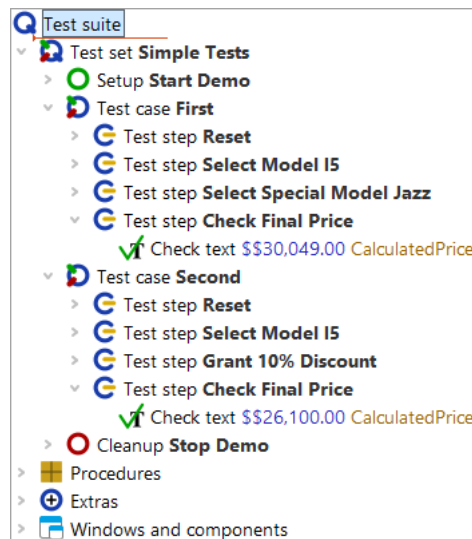 Test suite
Test set Simple Tests
Setup Start Demo
Test case First
Test step Reset
Test step Select Model I5
Test step Select Special Model Jazz
Test step Check Final Price
Check text $$30,049.00 CalculatedPrice
Test case Second
Test step Reset
Test step Select Model I5
Test step Grant 10% Discount
Test step Check Final Price
Check text $$26,100.00 CalculatedPrice
Cleanup Stop Demo
Procedures
Extras
Windows and components